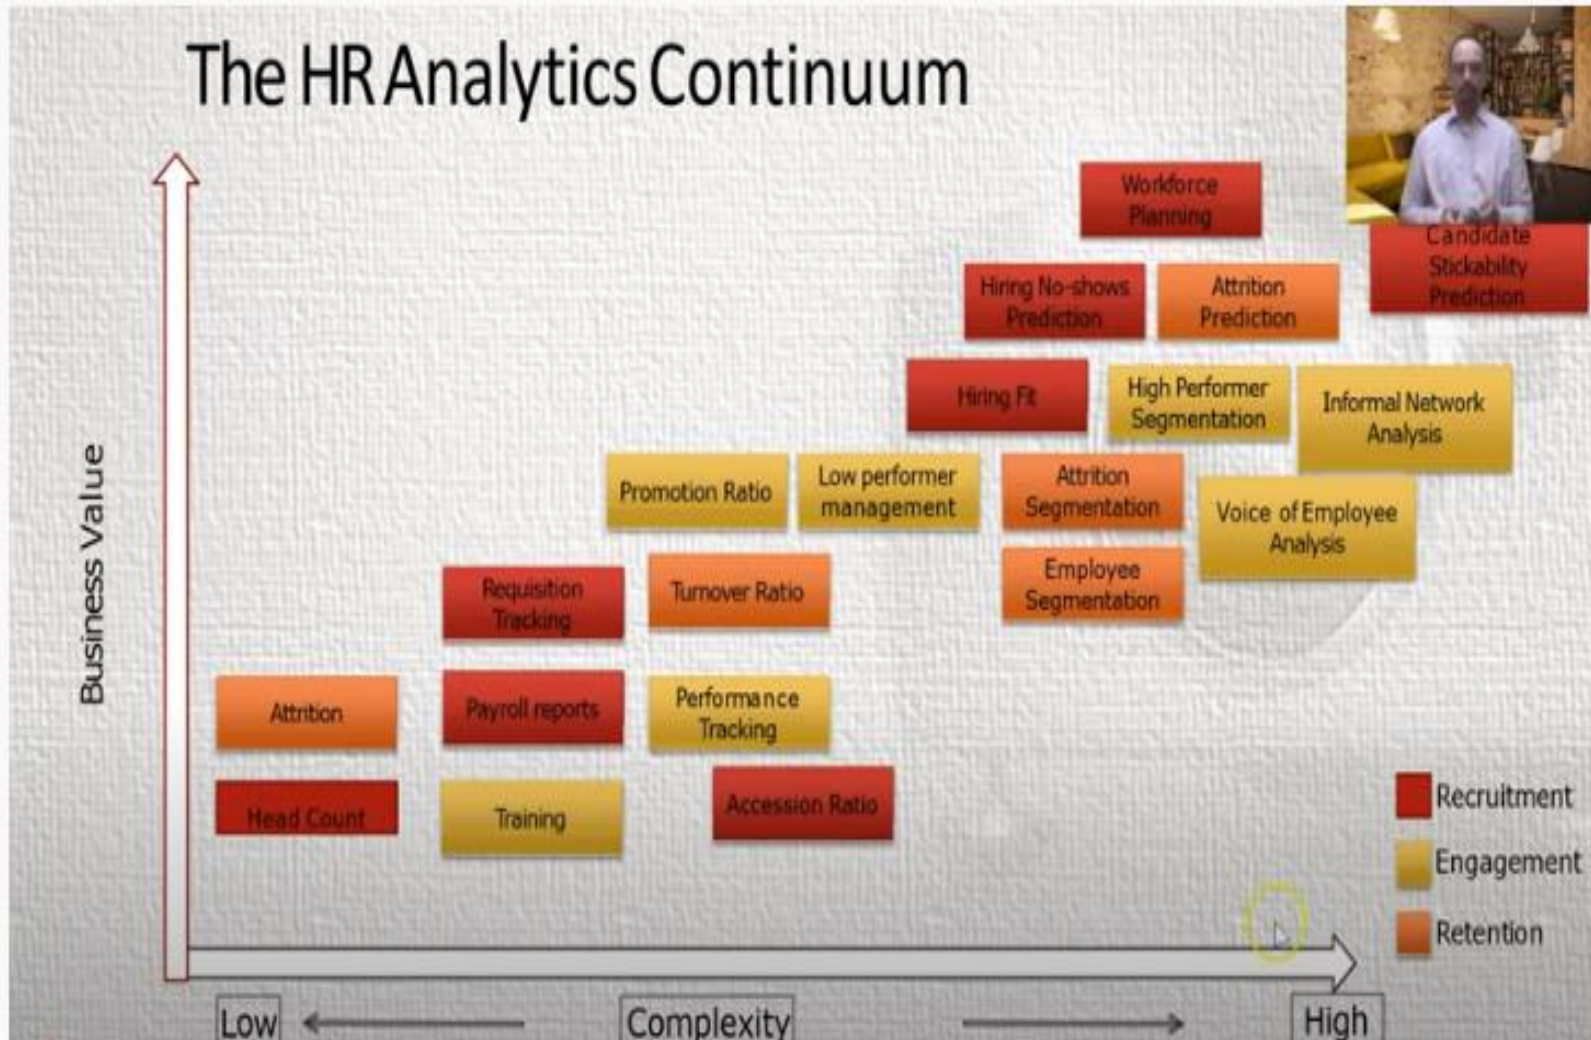 The HR Analytics Continuum
Workforce
Planning
Candidate
Stickability
Prediction
Hiring No-shows
Prediction
Attrition
Prediction
Hiring Fit
High Performer
Segmentation
Informal Network
Analysis
Promotion Ratio
Low performer
management
Attrition
Segmentation
Voice of Employee
Analysis
Requisition
Tracking
Turnover Ratio
Employee
Segmentation
Business Value
Attrition
Payroll reports
Performance
Tracking
Head Count
Training
Accession Ratio
Recruitment
Engagement
Retention
Low
Complexity
High